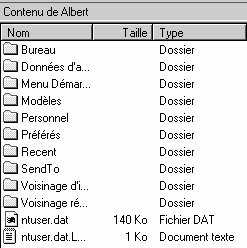 Contenu de Albert
Nom Taille Type
Bureau Dossier
Données d'a... Dossier
Menu Démar... Dossier
Modèles Dossier
Personnel Dossier
Préférés Dossier
Recent Dossier
SendTo Dossier
Voisinage d'i... Dossier
Voisinage ré... Dossier
ntuser.dat 140 Ko Fichier DAT
ntuser.dat.L... 1 Ko Document texte